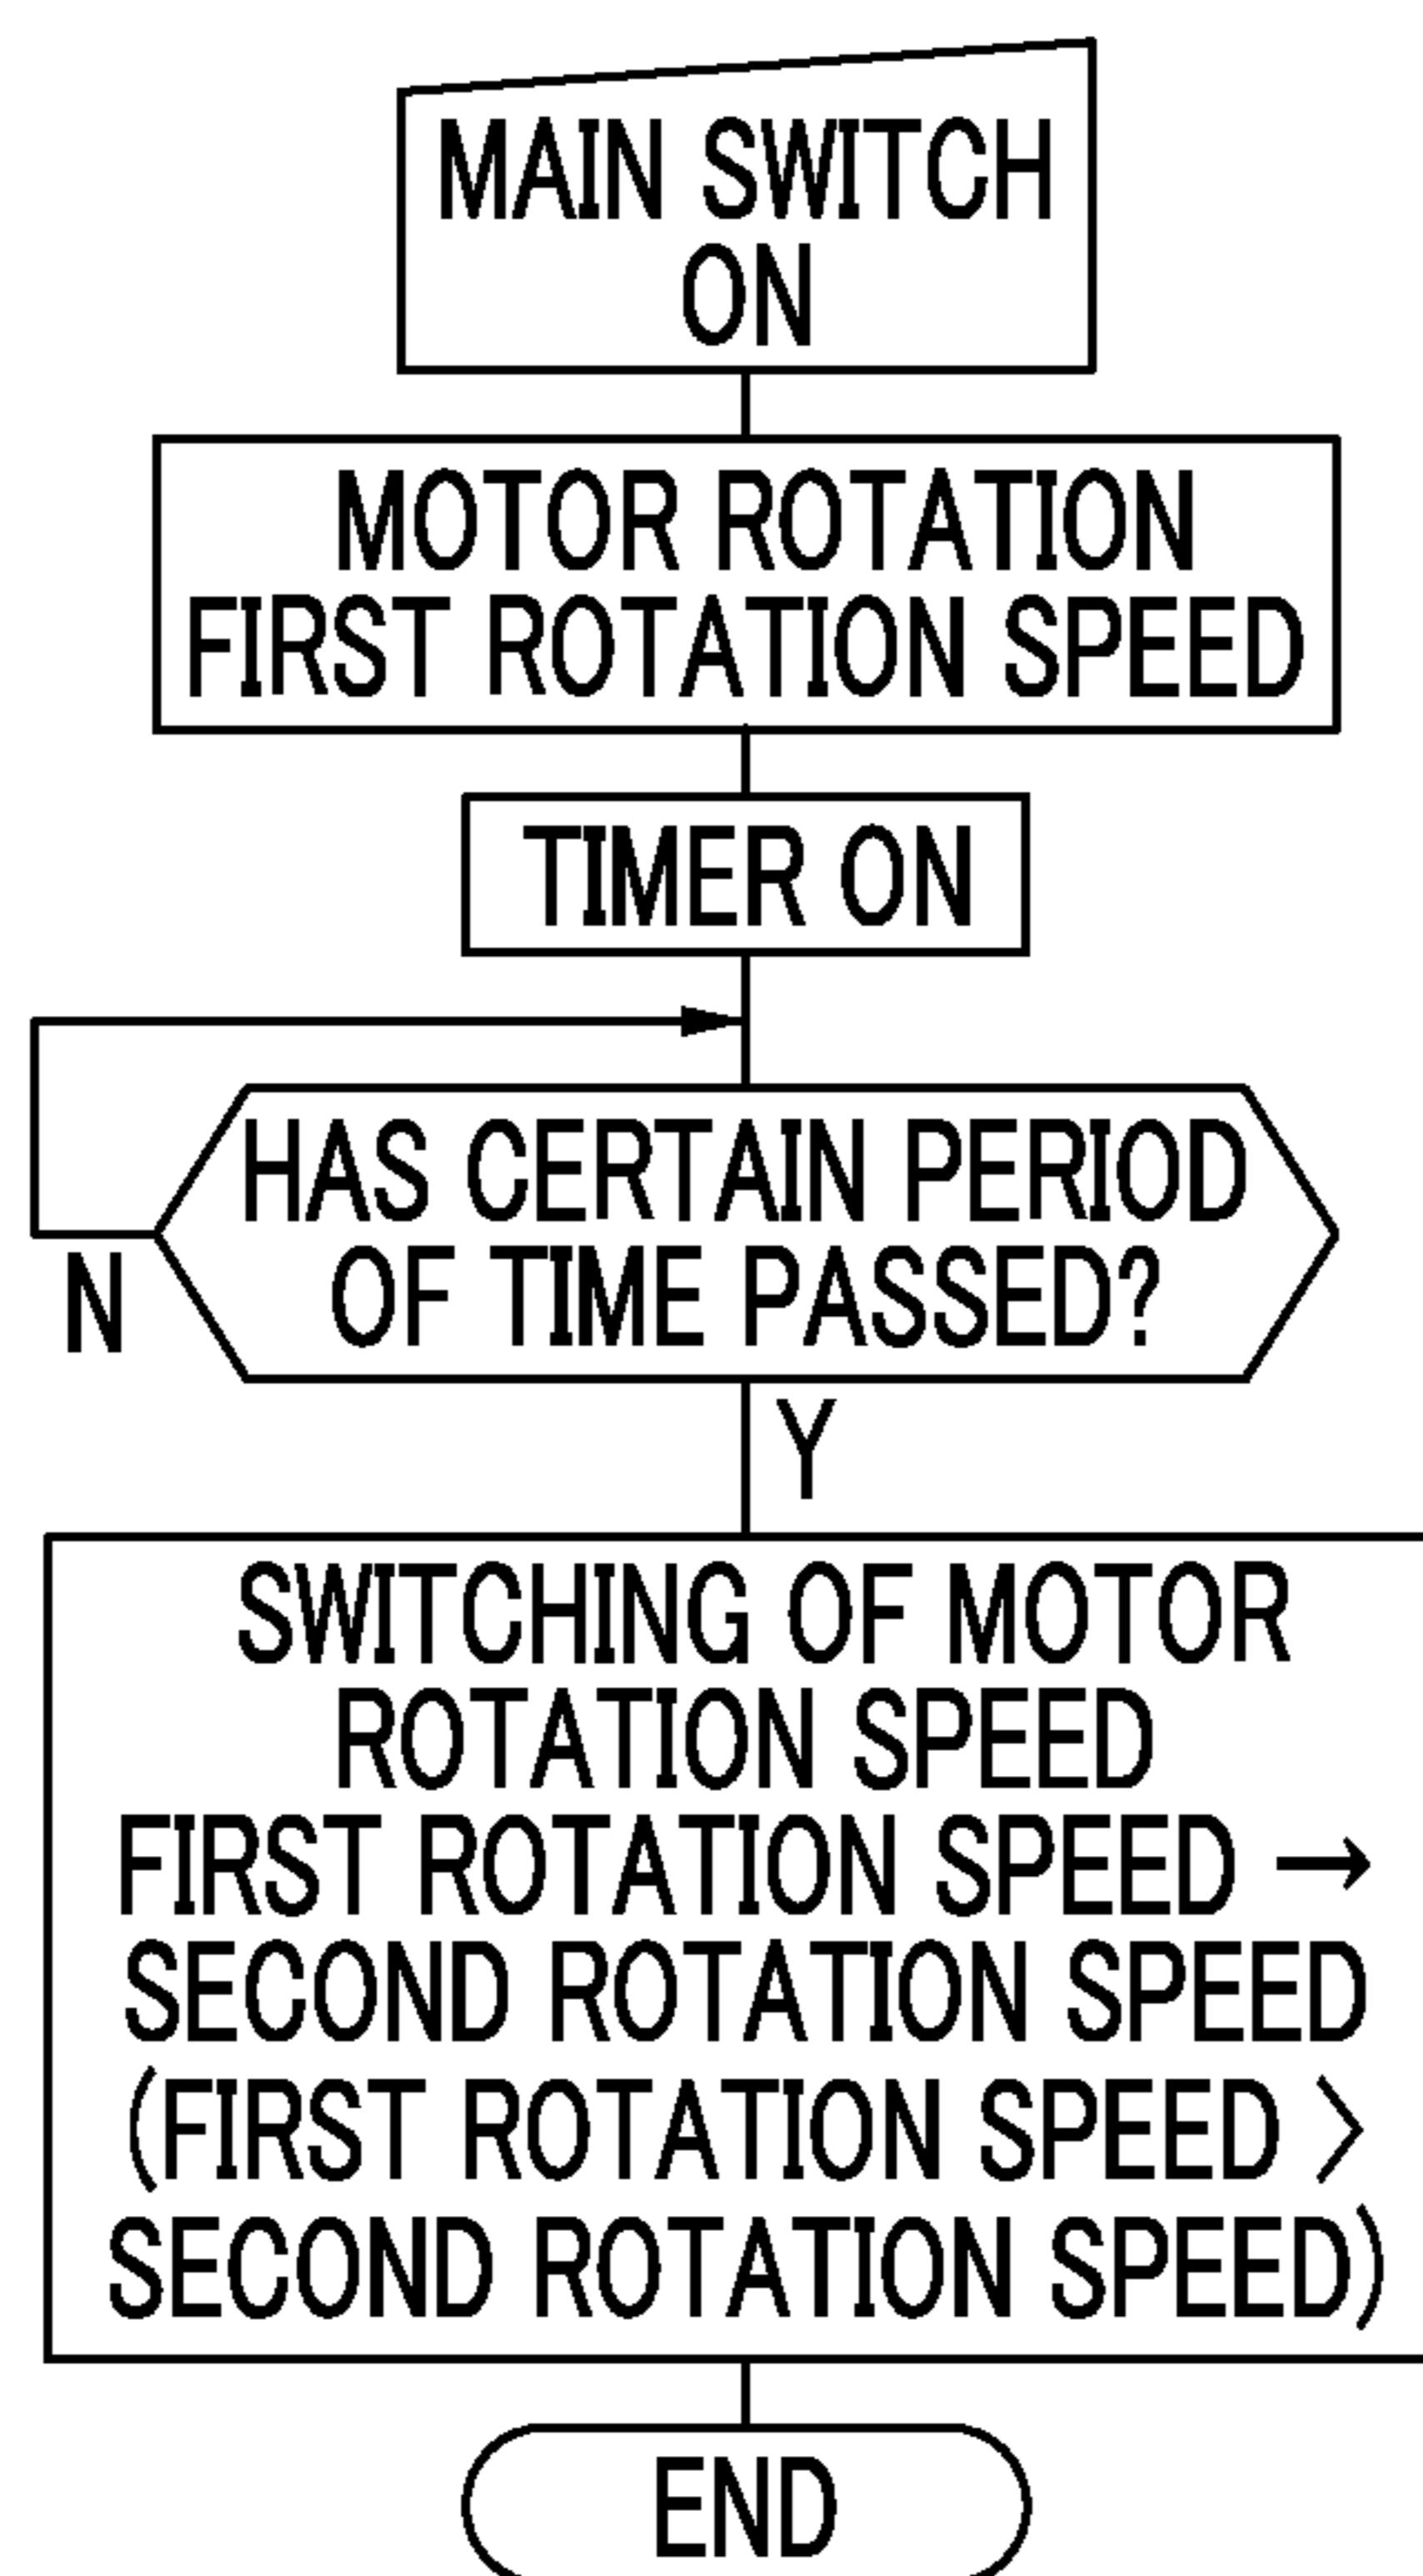 MAIN SWITCH
ON
MOTOR ROTATION
FIRST ROTATION SPEED
TIMER ON
HAS CERTAIN PERIOD
OF TIME PASSED?
N
Y
SWITCHING OF MOTOR
ROTATION SPEED
FIRST ROTATION SPEED →
SECOND ROTATION SPEED
(FIRST ROTATION SPEED >
SECOND ROTATION SPEED)
END